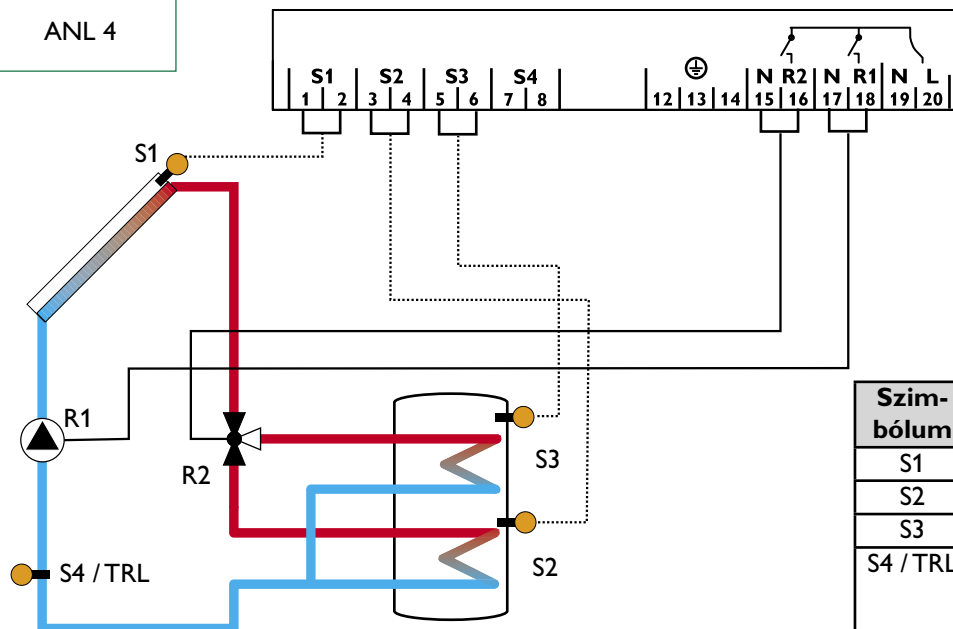 ANL 4
S1 S2 S3 S4 N R2 N R1 N L
1 2 3 4 5 6 7 8 12 13 14 15 16 17 18 19 20
S1
R1
R2
S3
S2
S4 / TRL
Szim-
bólum
S1
S2
S3
S4 / TRL